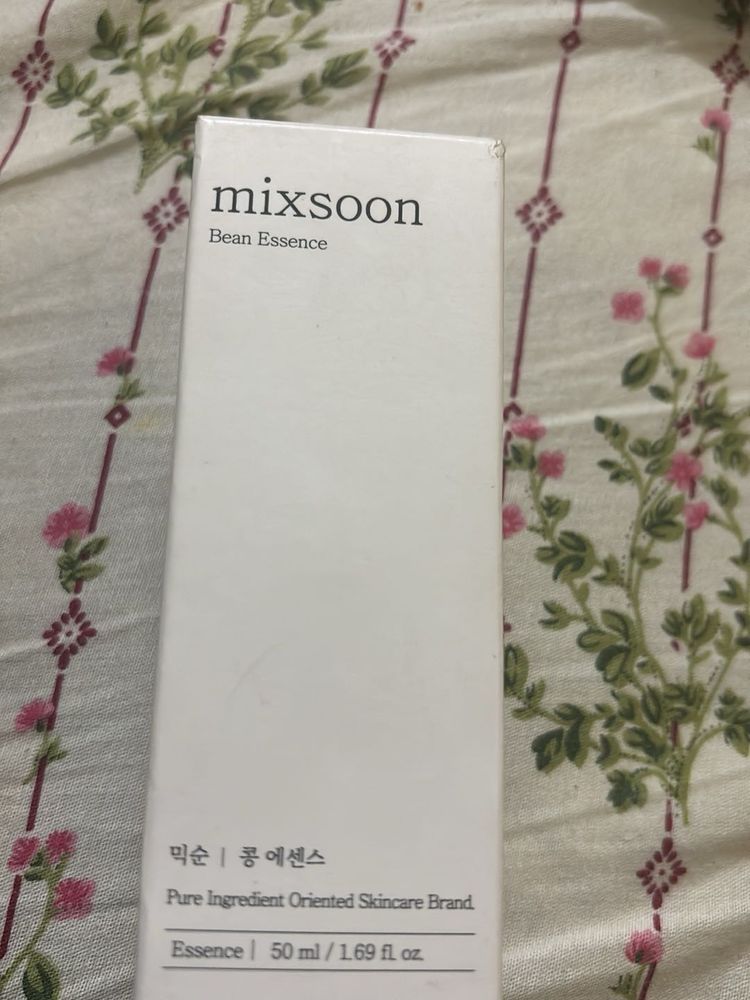 mixsoon
Bean Essence
믹순 | 콩 에센스
Pure Ingredient Oriented Skincare Brand.
Essence | 50 ml / 1.69 fl. oz.